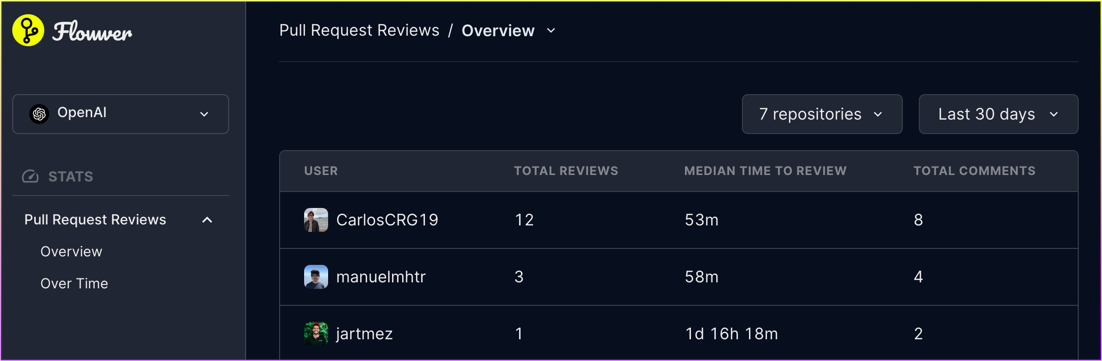 Flouwer
Pull Request Reviews / Overview
OpenAI
7 repositories
Last 30 days
STATS
USER TOTAL REVIEWS MEDIAN TIME TO REVIEW TOTAL COMMENTS
Pull Request Reviews
Overview
Over Time
CarlosCRG19 12 53m 8
manuelmhtr 3 58m 4
jartmez 1 1d 16h 18m 2